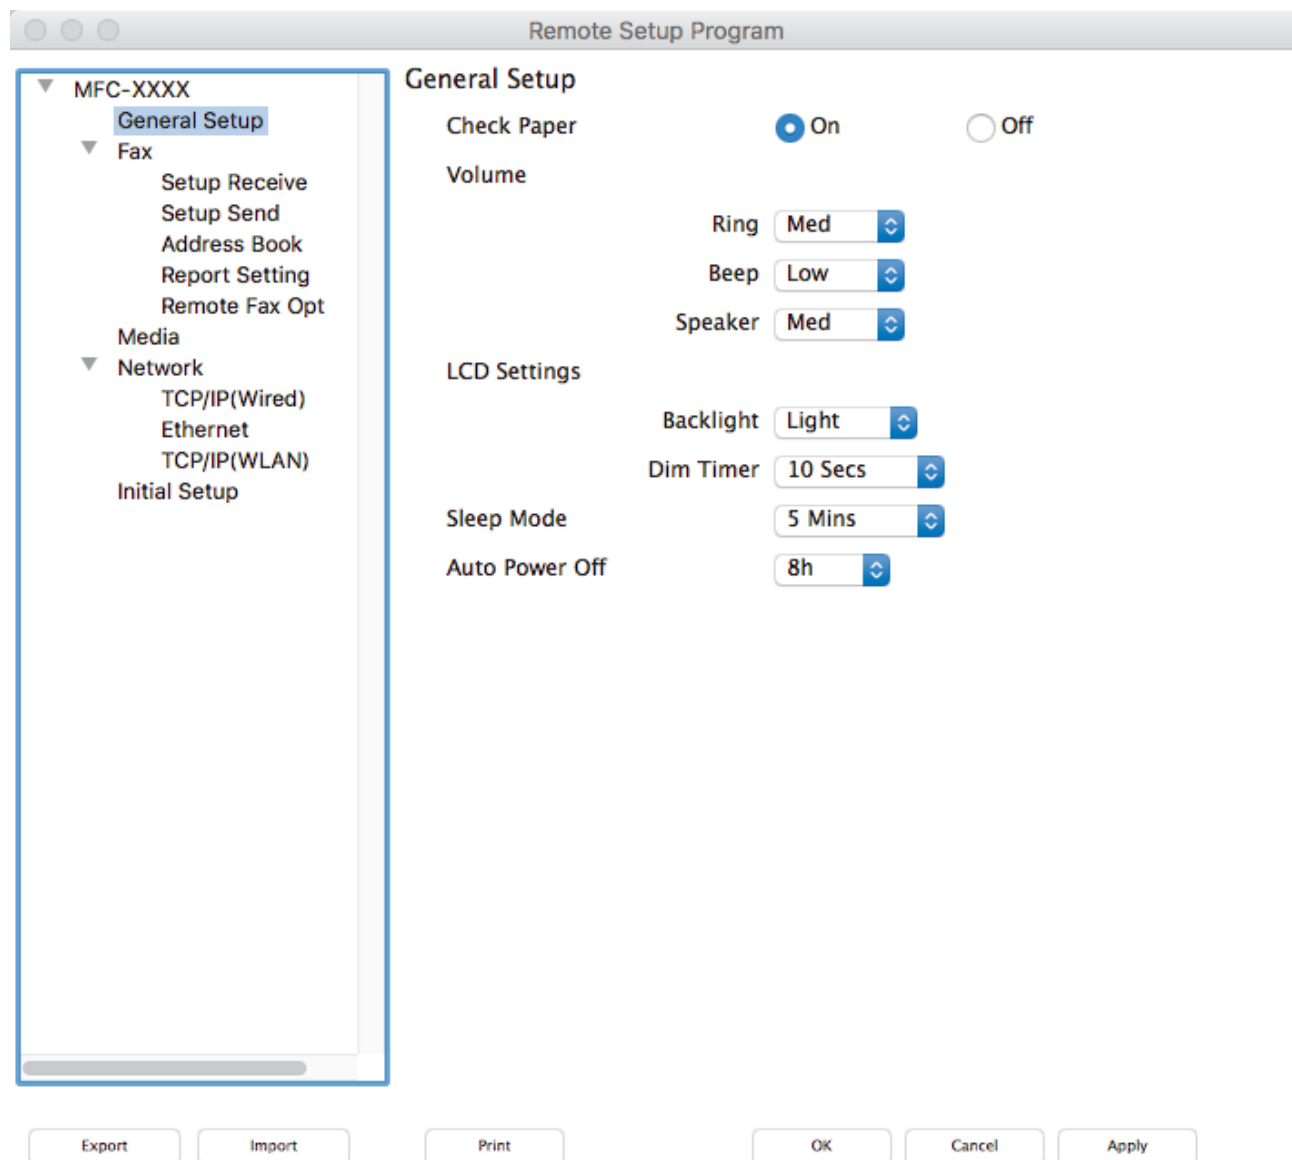 Remote Setup Program
MFC-XXXX
General Setup
Fax
Setup Receive
Setup Send
Address Book
Report Setting
Remote Fax Opt
Media
Network
TCP/IP(Wired)
Ethernet
TCP/IP(WLAN)
Initial Setup
General Setup
Check Paper On Off
Volume
Ring Med
Beep Low
Speaker Med
LCD Settings
Backlight Light
Dim Timer 10 Secs
Sleep Mode 5 Mins
Auto Power Off 8h
Export Import Print OK Cancel Apply